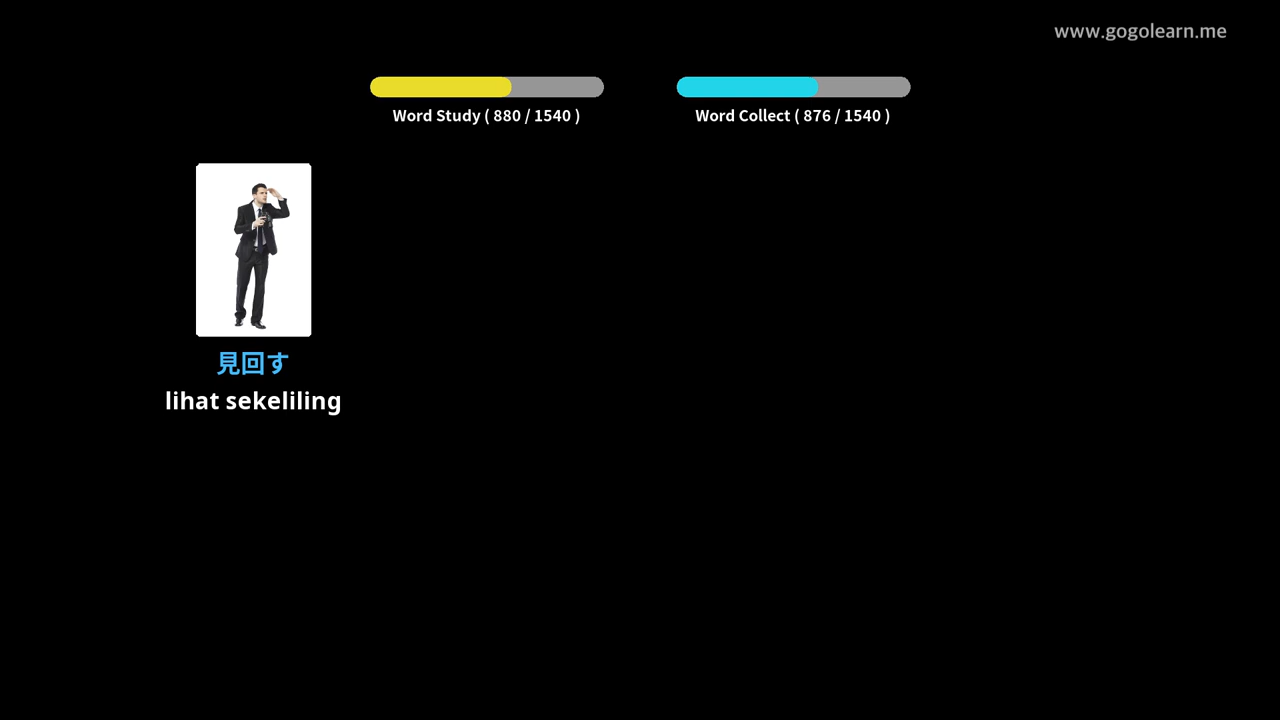 www.gogolearn.me
Word Study ( 880 / 1540 )
Word Collect ( 876 / 1540 )
見回す
lihat sekeliling